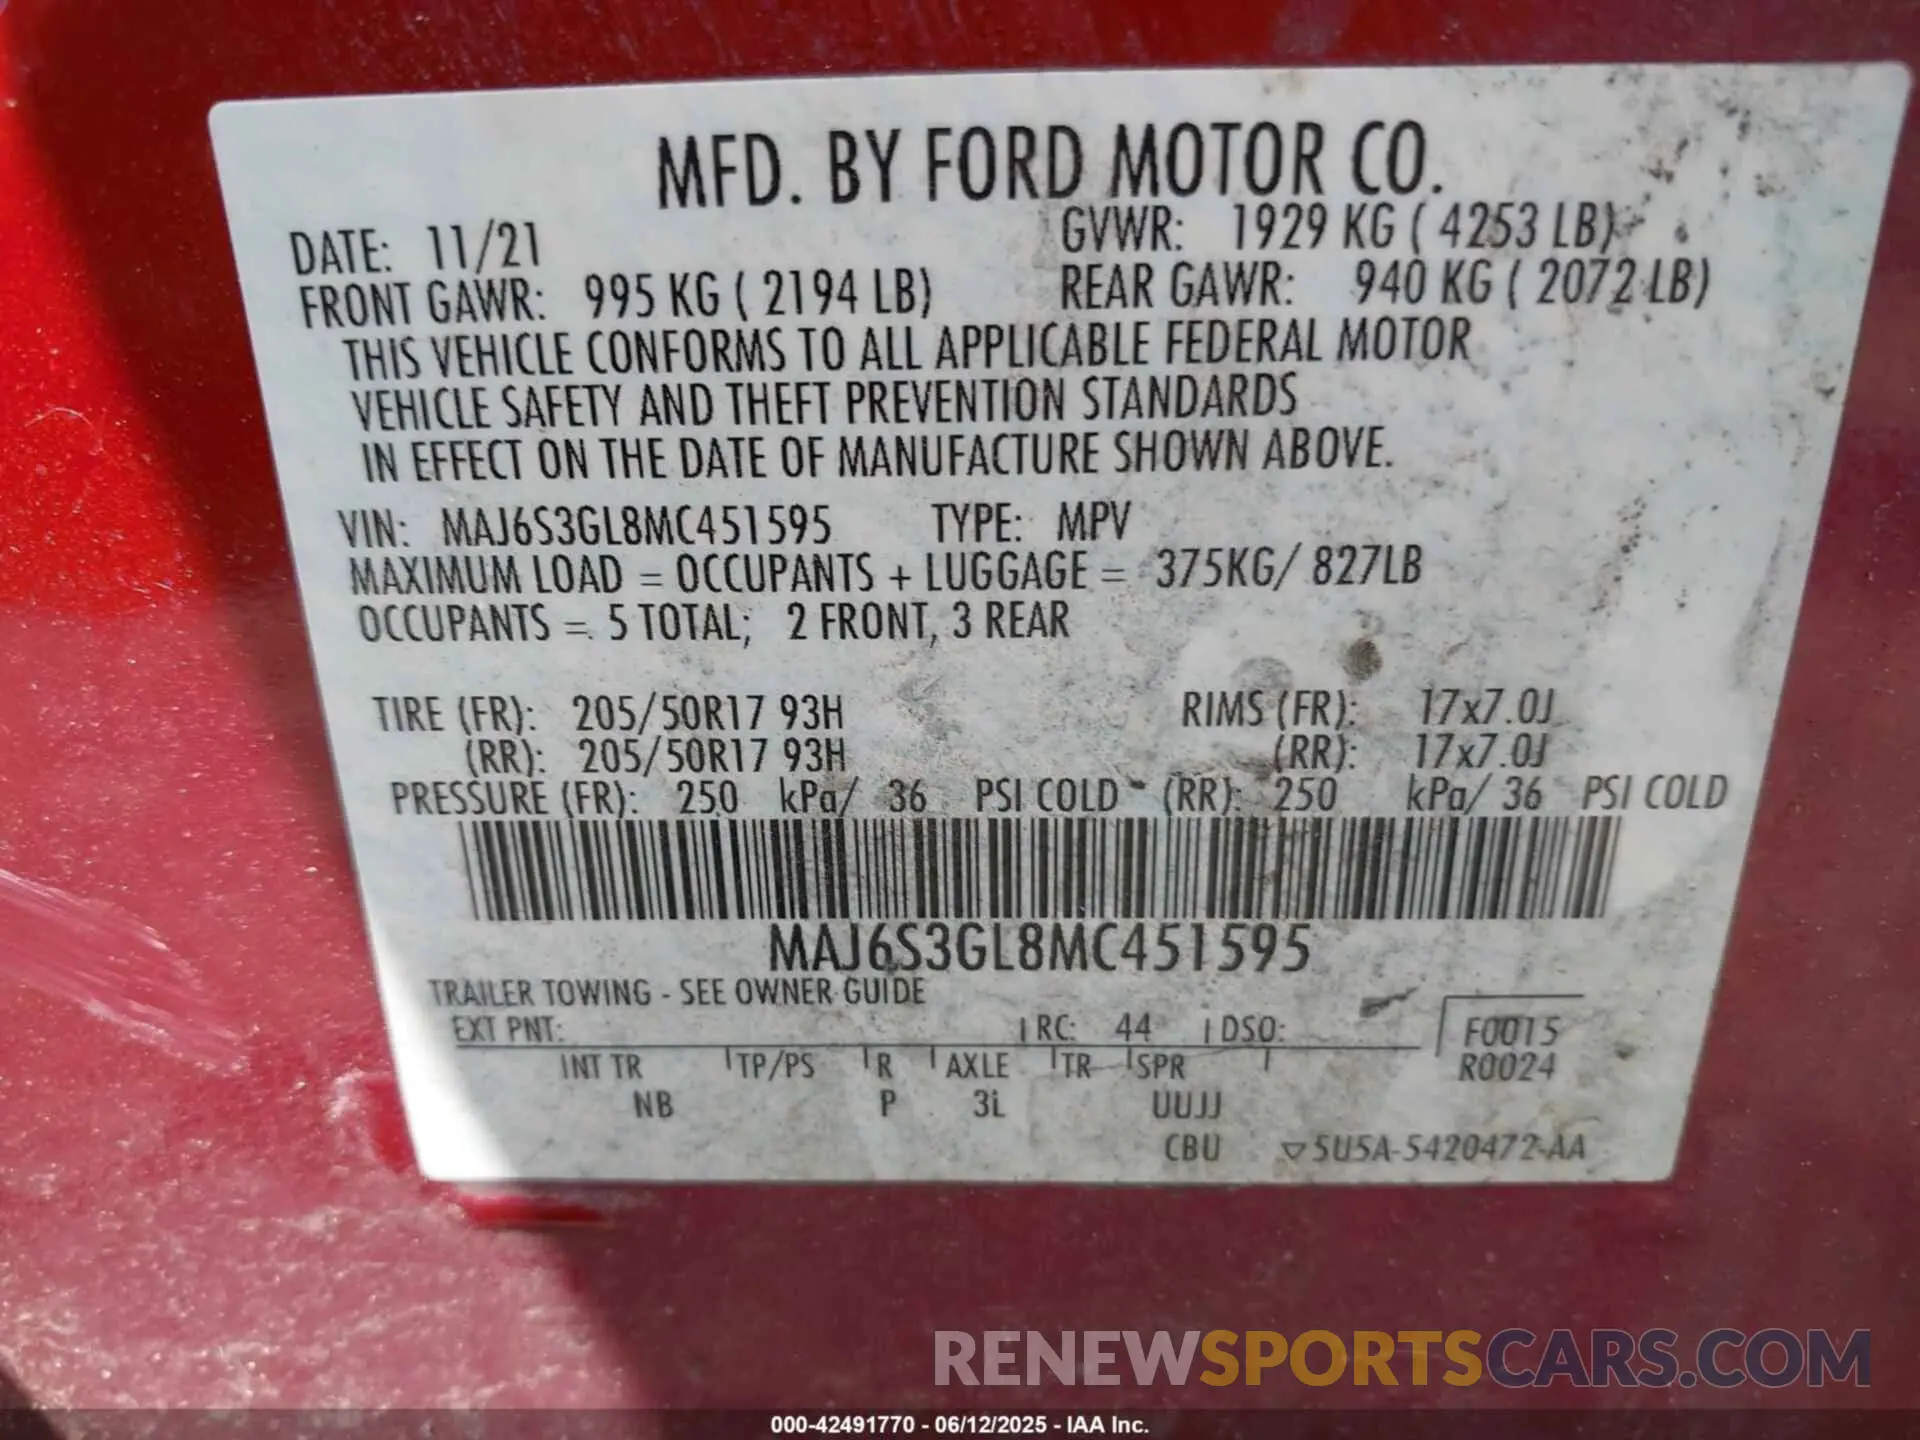 MFD. BY FORD MOTOR CO.
DATE: 11/21 GVWR: 1929 KG ( 4253 LB)
FRONT GAWR: 995 KG ( 2194 LB) REAR GAWR: 940 KG ( 2072 LB)
THIS VEHICLE CONFORMS TO ALL APPLICABLE FEDERAL MOTOR
VEHICLE SAFETY AND THEFT PREVENTION STANDARDS
IN EFFECT ON THE DATE OF MANUFACTURE SHOWN ABOVE.
VIN: MAJ6S3GL8MC451595 TYPE: MPV
MAXIMUM LOAD = OCCUPANTS + LUGGAGE = 375KG/ 827LB
OCCUPANTS = 5 TOTAL; 2 FRONT, 3 REAR
TIRE (FR): 205/50R17 93H RIMS (FR): 17x7.0J
(RR): 205/50R17 93H (RR): 17x7.0J
PRESSURE (FR): 250 kPa/ 36 PSI COLD (RR): 250 kPa/ 36 PSI COLD
MAJ6S3GL8MC451595
TRAILER TOWING - SEE OWNER GUIDE
EXT PNT: RC: 44 DSO: F0015
INT TR TP/PS R AXLE TR SPR R0024
NB P 3L UUJJ
CBU ▽5U5A-5420472-AA
RENEWSPORTSCARS.COM
000-42491770 - 06/12/2025 - IAA Inc.